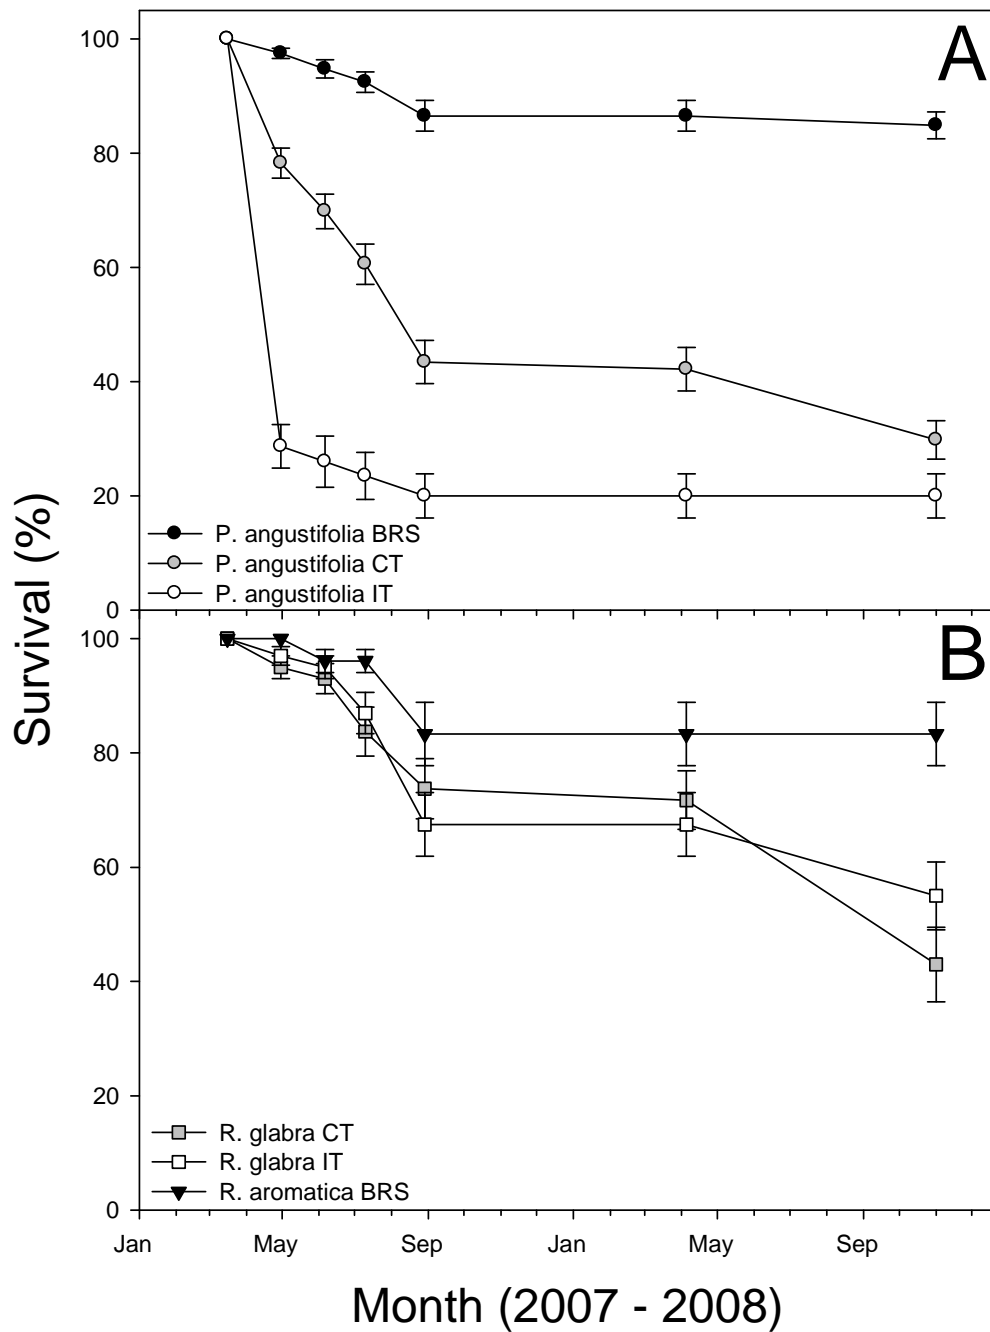 A
100
80
60
40
20
0
P. angustifolia BRS
P. angustifolia CT
P. angustifolia IT
Survival (%)
B
100
80
60
40
20
0
R. glabra CT
R. glabra IT
R. aromatica BRS
Jan May Sep Jan May Sep
Month (2007 - 2008)